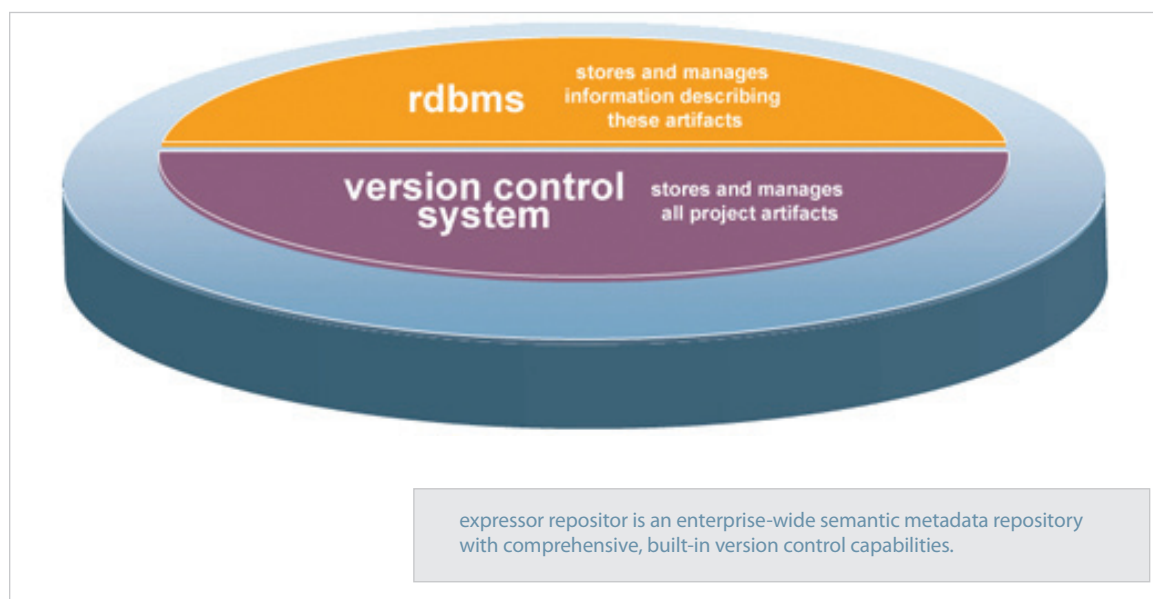 rdbms
stores and manages
information describing
these artifacts
version control
system
stores and manages
all project artifacts
expressor repositor is an enterprise-wide semantic metadata repository
with comprehensive, built-in version control capabilities.